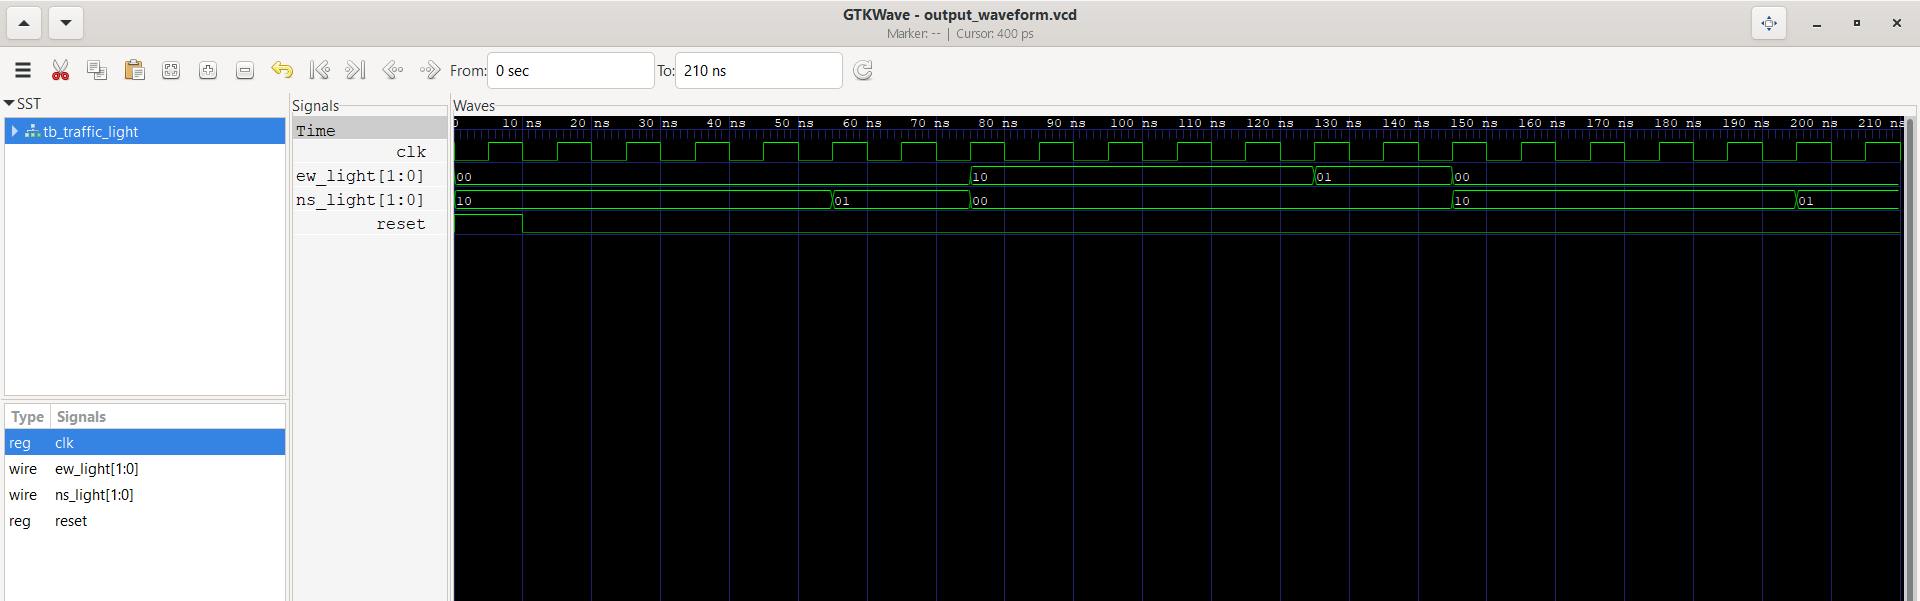 GTKWave - output_waveform.vcd
Marker: -- | Cursor: 400 ps
From: 0 sec To: 210 ns
SST
tb_traffic_light
Type Signals
reg clk
wire ew_light[1:0]
wire ns_light[1:0]
reg reset
Signals
Time
clk
ew_light[1:0]
ns_light[1:0]
reset
Waves
0 10 ns 20 ns 30 ns 40 ns 50 ns 60 ns 70 ns 80 ns 90 ns 100 ns 110 ns 120 ns 130 ns 140 ns 150 ns 160 ns 170 ns 180 ns 190 ns 200 ns 210 ns
00 10 01 00
10 01 00 10 01